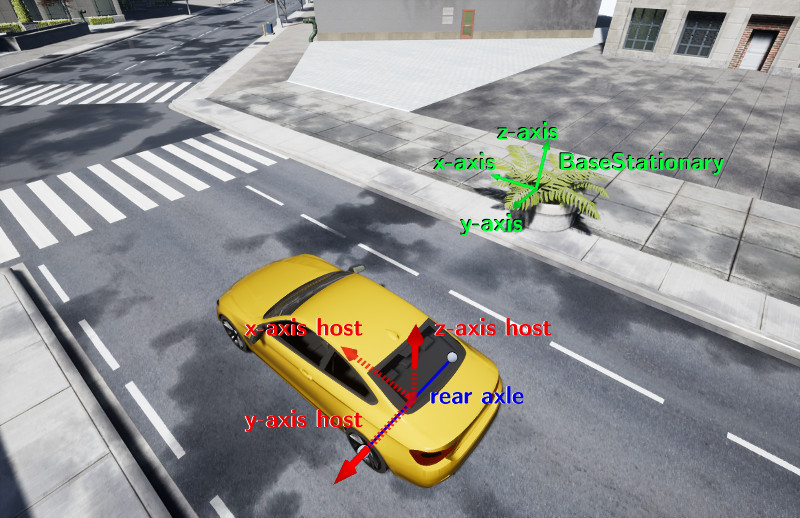 z-axis
x-axis
BaseStationary
y-axis
x-axis host
z-axis host
rear axle
y-axis host